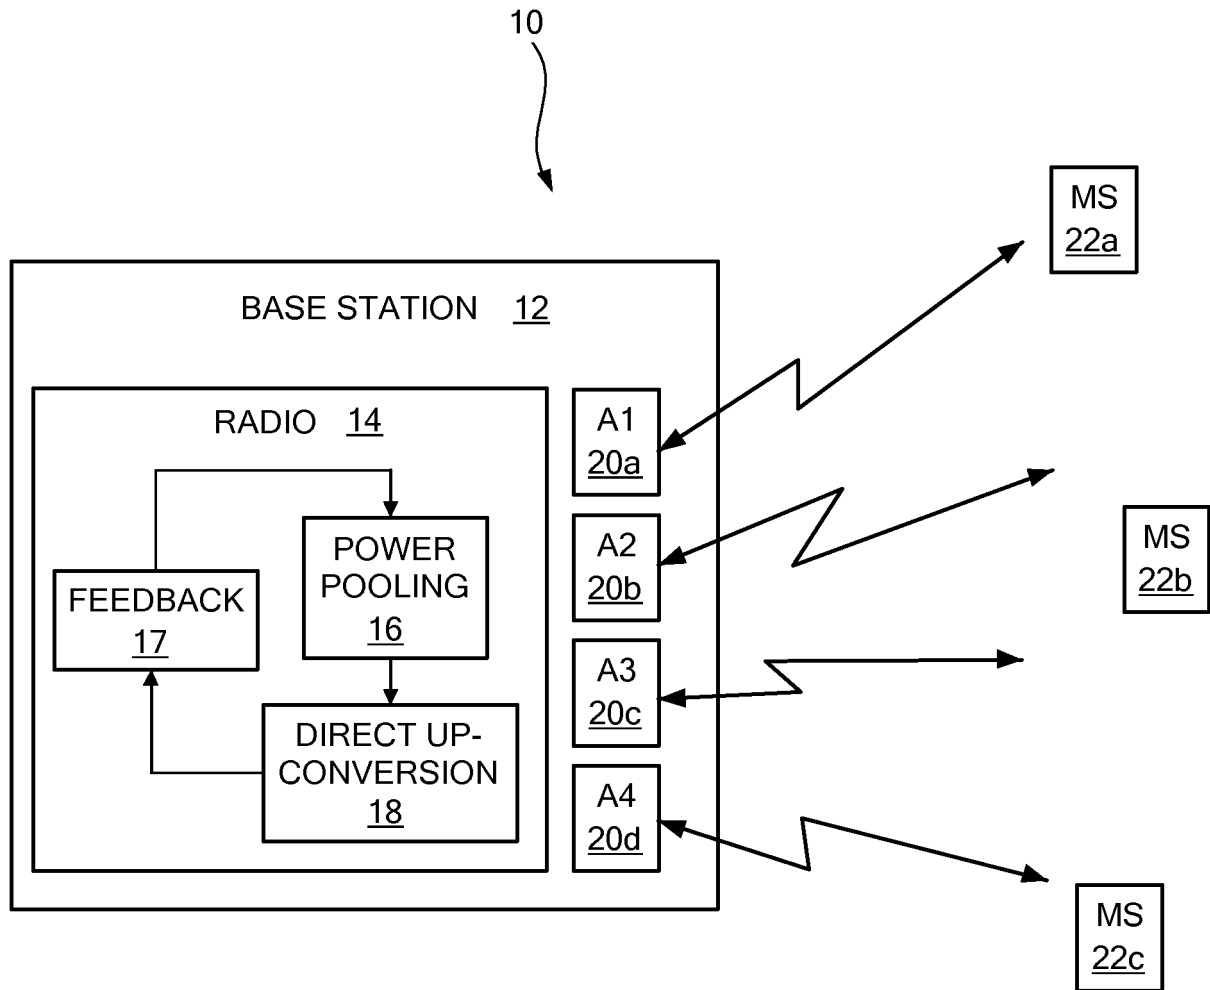 10
MS
22a
BASE STATION 12
RADIO 14
A1
20a
POWER
POOLING
16
FEEDBACK
17
A2
20b
MS
22b
A3
20c
DIRECT UP-
CONVERSION
18
A4
20d
MS
22c